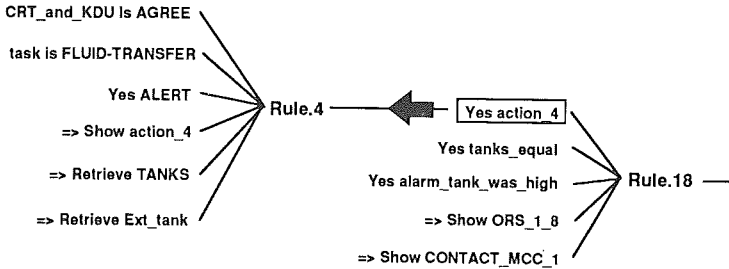 CRT_and_KDU Is AGREE
task is FLUID-TRANSFER
Yes ALERT
=> Show action_4
=> Retrieve TANKS
=> Retrieve Ext_tank
Rule.4
Yes action_4
Yes tanks_equal
Yes alarm_tank_was_high
=> Show ORS_1_8
=> Show CONTACT_MCC_1
Rule.18